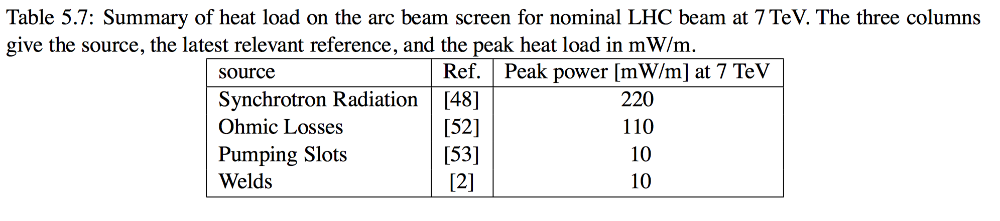 Table 5.7: Summary of heat load on the arc beam screen for nominal LHC beam at 7 TeV. The three columns
give the source, the latest relevant reference, and the peak heat load in mW/m.
source Ref. Peak power [mW/m] at 7 TeV
Synchrotron Radiation [48] 220
Ohmic Losses [52] 110
Pumping Slots [53] 10
Welds [2] 10